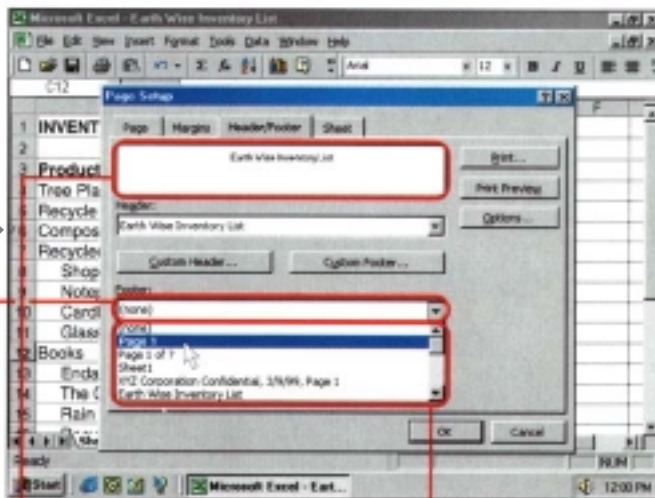 Microsoft Excel - Earth Wise Inventory List
File Edit View Insert Format Tools Data Window Help
Arial 12 B I U
C12
Page Setup
F
1 INVENT
Page Margins Header/Footer Sheet
2
Earth Wise Inventory List
Print...
3 Product
Print Preview
4 Tree Pla
Header:
Options...
5 Recycle
Earth Wise Inventory List
6 Compos
7 Recycled
Custom Header... Custom Footer...
8 Shop
9 Notep
Footer:
10 Cardb
(none)
11 Glass
(none)
Page 1
12 Books
Page 1 of ?
13 Enda
Sheet1
XYZ Corporation Confidential, 3/9/99, Page 1
14 The C
Earth Wise Inventory List
15 Rain
OK Cancel
Ready NUM
Start Microsoft Excel - Eart... 12:00 PM